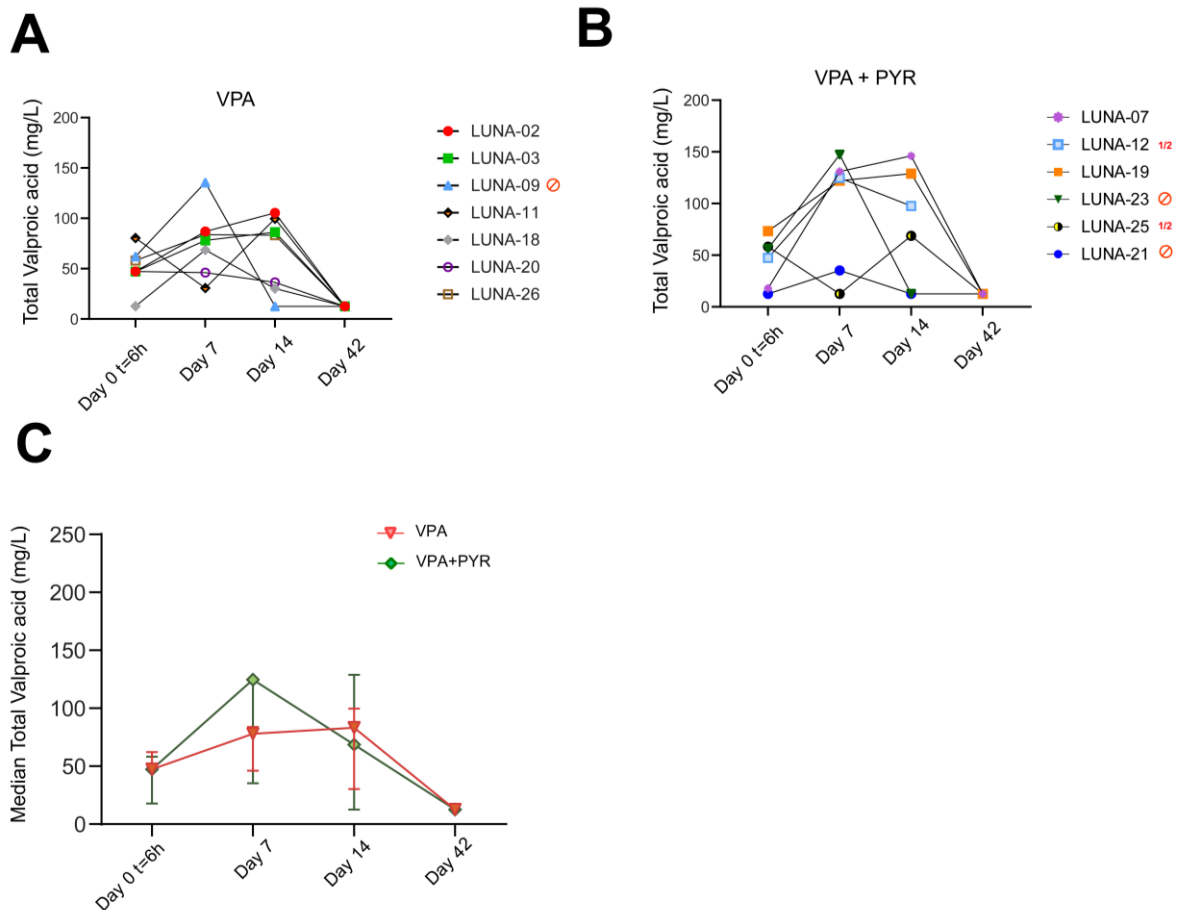 A
VPA
Total Valproic acid (mg/L)
200
150
100
50
0
Day 0 t=6h
Day 7
Day 14
Day 42
LUNA-02
LUNA-03
LUNA-09
LUNA-11
LUNA-18
LUNA-20
LUNA-26
B
VPA + PYR
Total Valproic acid (mg/L)
200
150
100
50
0
Day 0 t=6h
Day 7
Day 14
Day 42
LUNA-07
LUNA-12 1/2
LUNA-19
LUNA-23
LUNA-25 1/2
LUNA-21
C
Median Total Valproic acid (mg/L)
250
200
150
100
50
0
Day 0 t=6h
Day 7
Day 14
Day 42
VPA
VPA+PYR